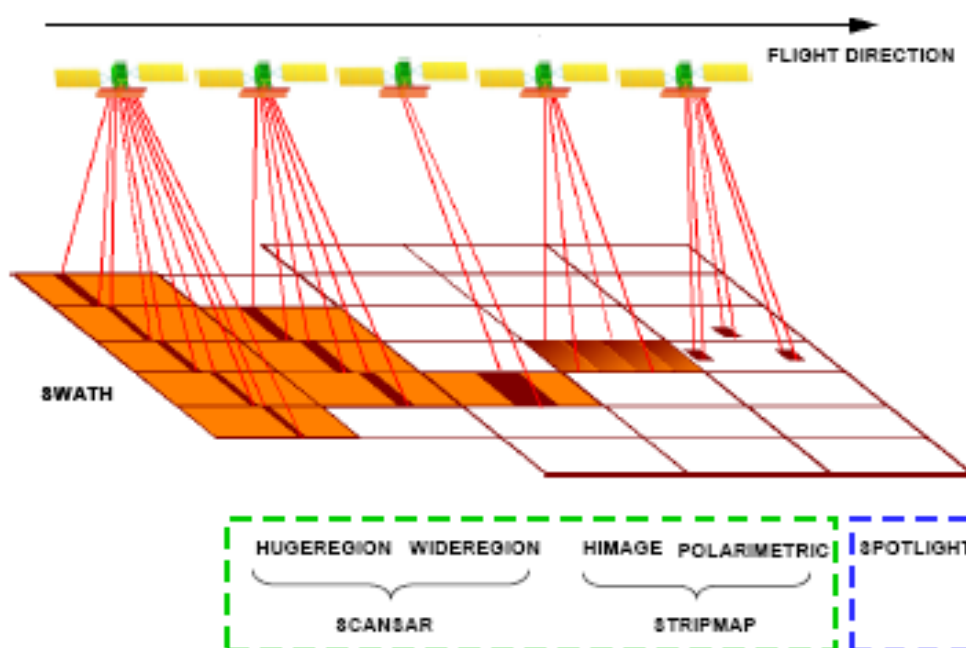 FLIGHT DIRECTION
SWATH
HUGEREGION WIDEREGION HIMAGE POLARIMETRIC SPOTLIGHT
SCANSAR STRIPMAP